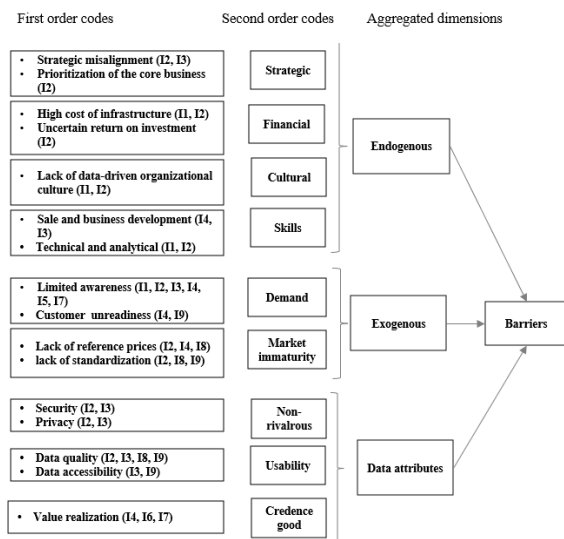 First order codes
Second order codes
Aggregated dimensions
• Strategic misalignment (I2, I3)
• Prioritization of the core business
(I2)
Strategic
• High cost of infrastructure (I1, I2)
• Uncertain return on investment
(I2)
Financial
• Lack of data-driven organizational
culture (I1, I2)
Cultural
• Sale and business development (I4,
I3)
• Technical and analytical (I1, I2)
Skills
Endogenous
• Limited awareness (I1, I2, I3, I4,
I5, I7)
• Customer unreadiness (I4, I9)
Demand
• Lack of reference prices (I2, I4, I8)
• lack of standardization (I2, I8, I9)
Market
immaturity
Exogenous
Barriers
• Security (I2, I3)
• Privacy (I2, I3)
Non-
rivalrous
• Data quality (I2, I3, I8, I9)
• Data accessibility (I3, I9)
Usability
• Value realization (I4, I6, I7)
Credence
good
Data attributes